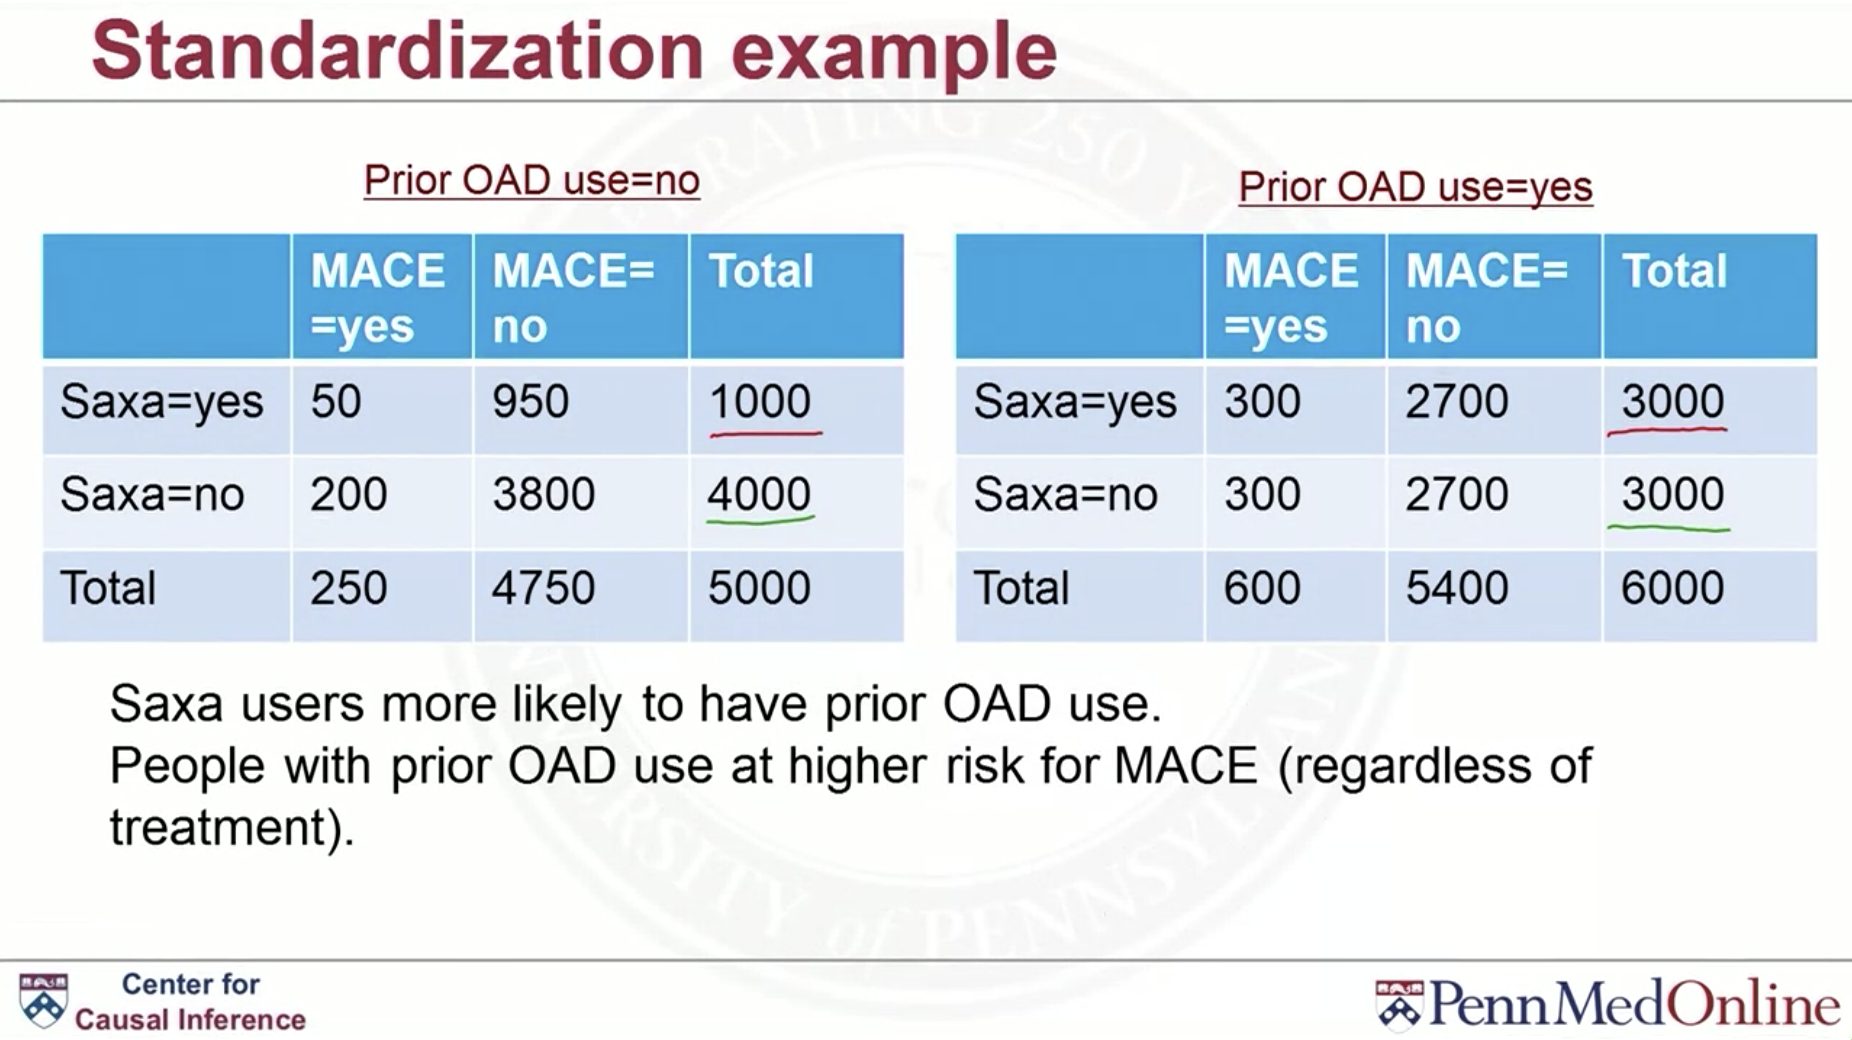 Standardization example
Prior OAD use=no
MACE =yes MACE= no Total
Saxa=yes 50 950 1000
Saxa=no 200 3800 4000
Total 250 4750 5000
Prior OAD use=yes
MACE =yes MACE= no Total
Saxa=yes 300 2700 3000
Saxa=no 300 2700 3000
Total 600 5400 6000
Saxa users more likely to have prior OAD use.
People with prior OAD use at higher risk for MACE (regardless of
treatment).
Center for
Causal Inference
PennMedOnline